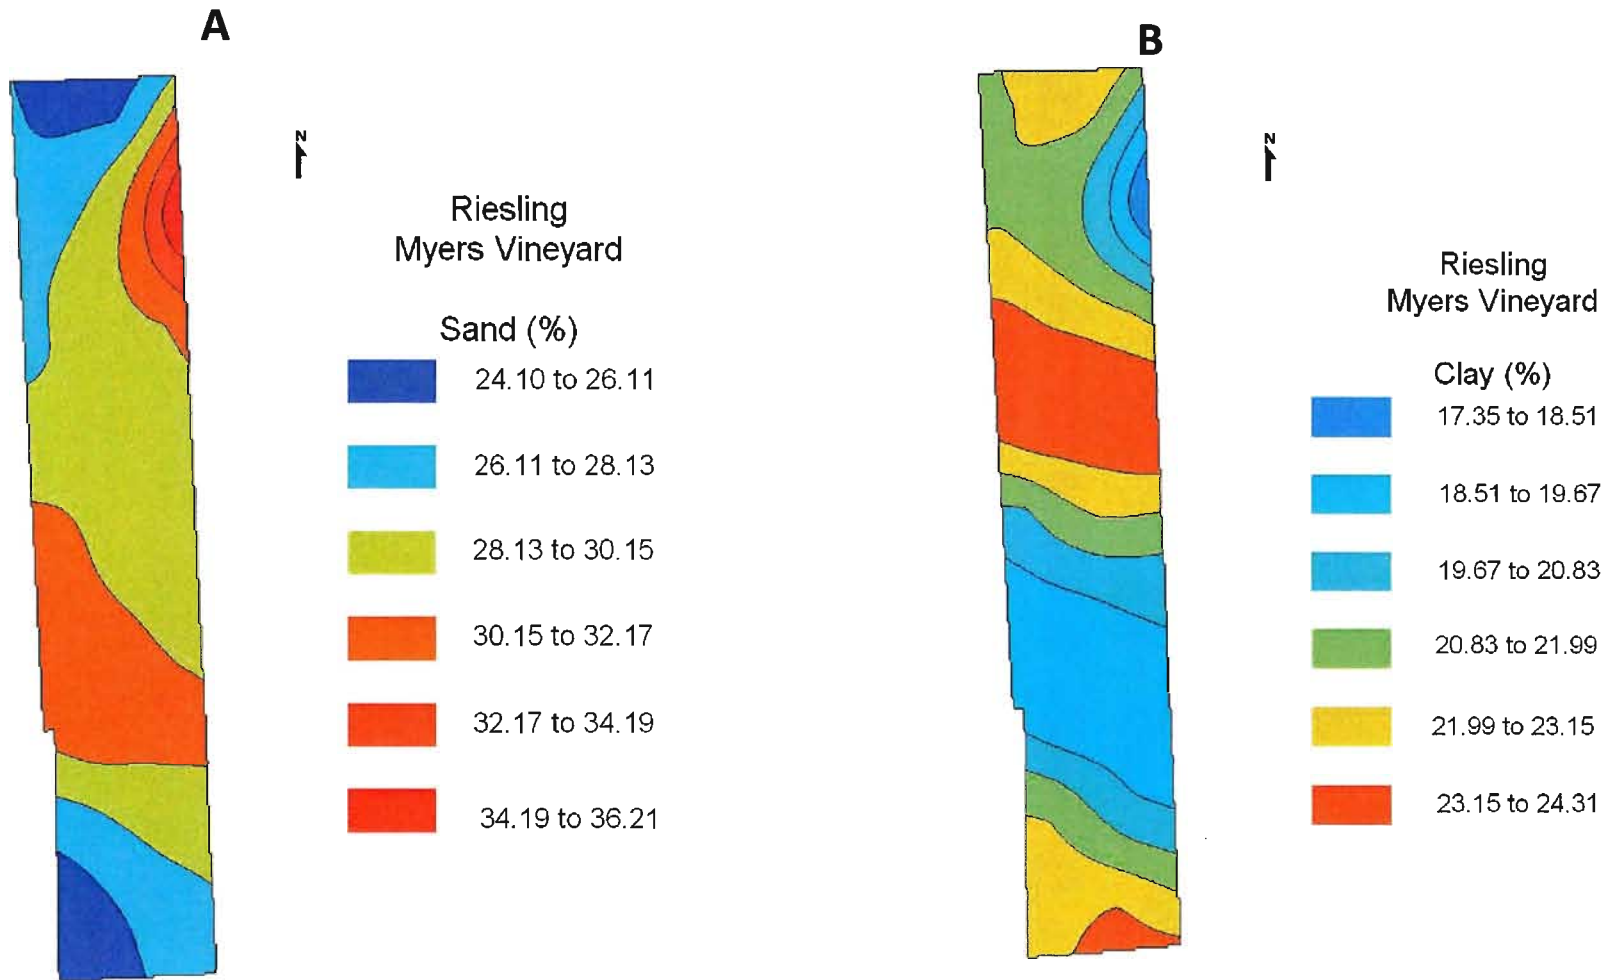 A
N
Riesling
Myers Vineyard
Sand (%)
24.10 to 26.11
26.11 to 28.13
28.13 to 30.15
30.15 to 32.17
32.17 to 34.19
34.19 to 36.21
B
N
Riesling
Myers Vineyard
Clay (%)
17.35 to 18.51
18.51 to 19.67
19.67 to 20.83
20.83 to 21.99
21.99 to 23.15
23.15 to 24.31